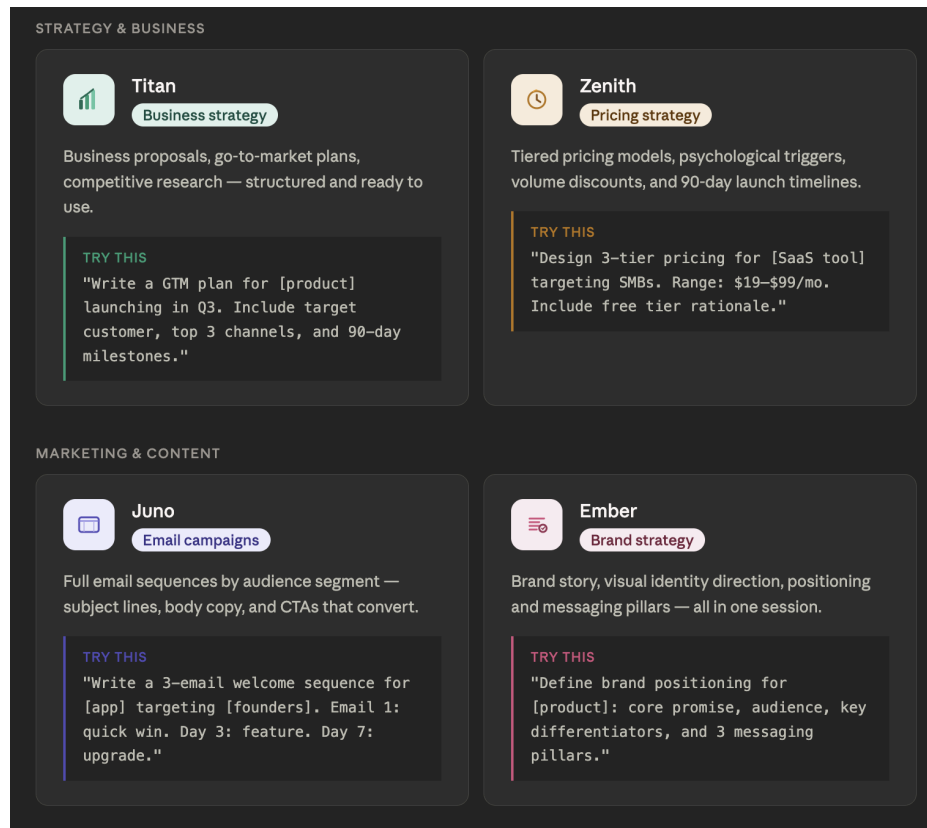 STRATEGY & BUSINESS
Titan
Business strategy
Business proposals, go-to-market plans,
competitive research — structured and ready to
use.
TRY THIS
"Write a GTM plan for [product]
launching in Q3. Include target
customer, top 3 channels, and 90-day
milestones."
Zenith
Pricing strategy
Tiered pricing models, psychological triggers,
volume discounts, and 90-day launch timelines.
TRY THIS
"Design 3-tier pricing for [SaaS tool]
targeting SMBs. Range: $19–$99/mo.
Include free tier rationale."
MARKETING & CONTENT
Juno
Email campaigns
Full email sequences by audience segment —
subject lines, body copy, and CTAs that convert.
TRY THIS
"Write a 3-email welcome sequence for
[app] targeting [founders]. Email 1:
quick win. Day 3: feature. Day 7:
upgrade."
Ember
Brand strategy
Brand story, visual identity direction, positioning
and messaging pillars — all in one session.
TRY THIS
"Define brand positioning for
[product]: core promise, audience, key
differentiators, and 3 messaging
pillars."